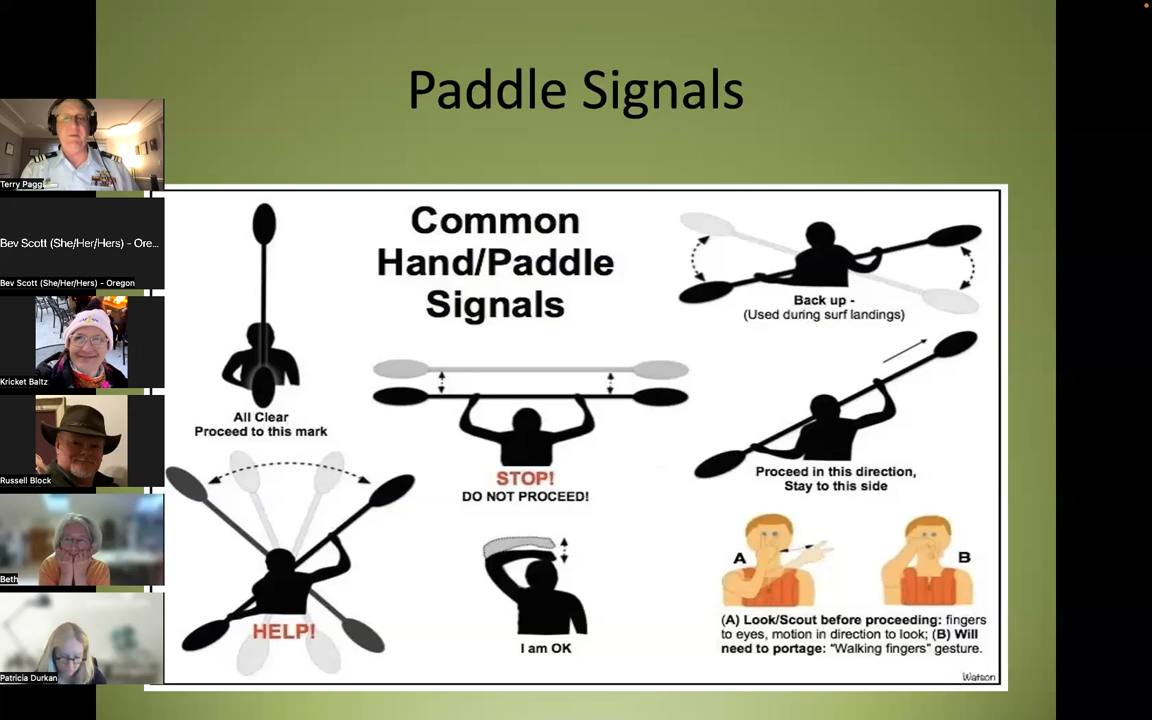 Paddle Signals
Common
Hand/Paddle
Signals
All Clear
Proceed to this mark
STOP!
DO NOT PROCEED!
Back up -
(Used during surf landings)
Proceed in this direction,
Stay to this side
HELP!
I am OK
A
B
(A) Look/Scout before proceeding: fingers
to eyes, motion in direction to look; (B) Will
need to portage: “Walking fingers” gesture.
Watson
Terry Pagg
Bev Scott (She/Her/Hers) - Ore...
Bev Scott (She/Her/Hers) - Oregon
Kricket Baltz
Russell Block
Beth
Patricia Durkan